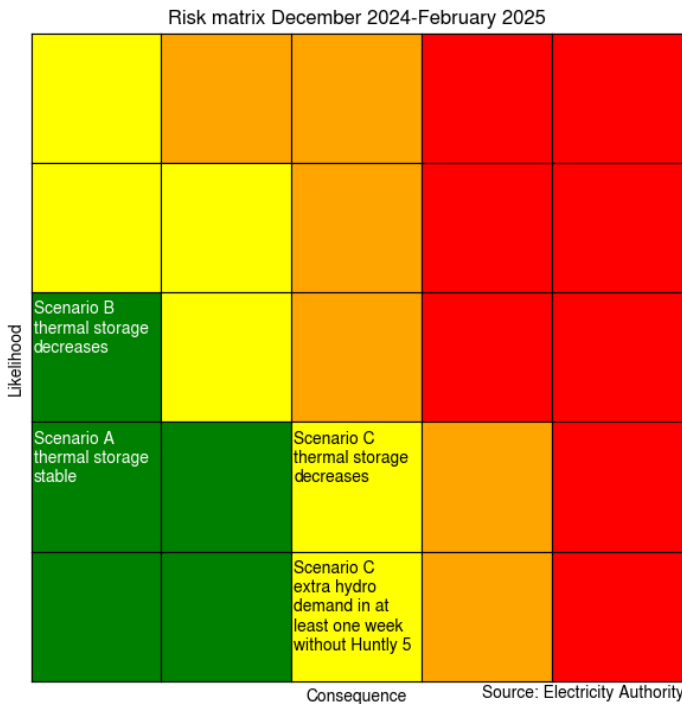 Risk matrix December 2024-February 2025
Likelihood
Scenario B
thermal storage
decreases
Scenario A
thermal storage
stable
Scenario C
thermal storage
decreases
Scenario C
extra hydro
demand in at
least one week
without Huntly 5
Consequence
Source: Electricity Authority